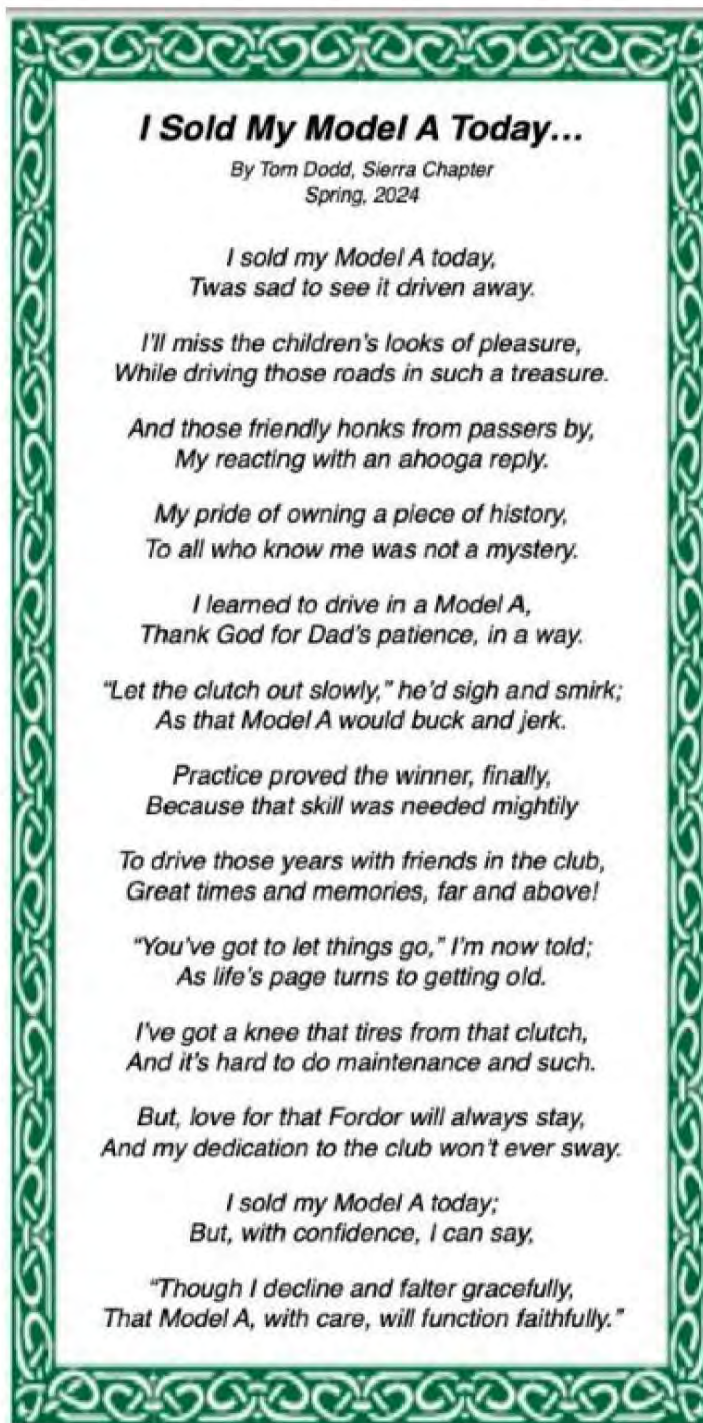 I Sold My Model A Today...
By Tom Dodd, Sierra Chapter
Spring, 2024
I sold my Model A today,
Twas sad to see it driven away.
I'll miss the children's looks of pleasure,
While driving those roads in such a treasure.
And those friendly honks from passers by,
My reacting with an ahooga reply.
My pride of owning a piece of history,
To all who know me was not a mystery.
I learned to drive in a Model A,
Thank God for Dad's patience, in a way.
“Let the clutch out slowly,” he'd sigh and smirk;
As that Model A would buck and jerk.
Practice proved the winner, finally,
Because that skill was needed mightily
To drive those years with friends in the club,
Great times and memories, far and above!
“You've got to let things go,” I'm now told;
As life's page turns to getting old.
I've got a knee that tires from that clutch,
And it's hard to do maintenance and such.
But, love for that Fordor will always stay,
And my dedication to the club won't ever sway.
I sold my Model A today;
But, with confidence, I can say,
“Though I decline and falter gracefully,
That Model A, with care, will function faithfully.”